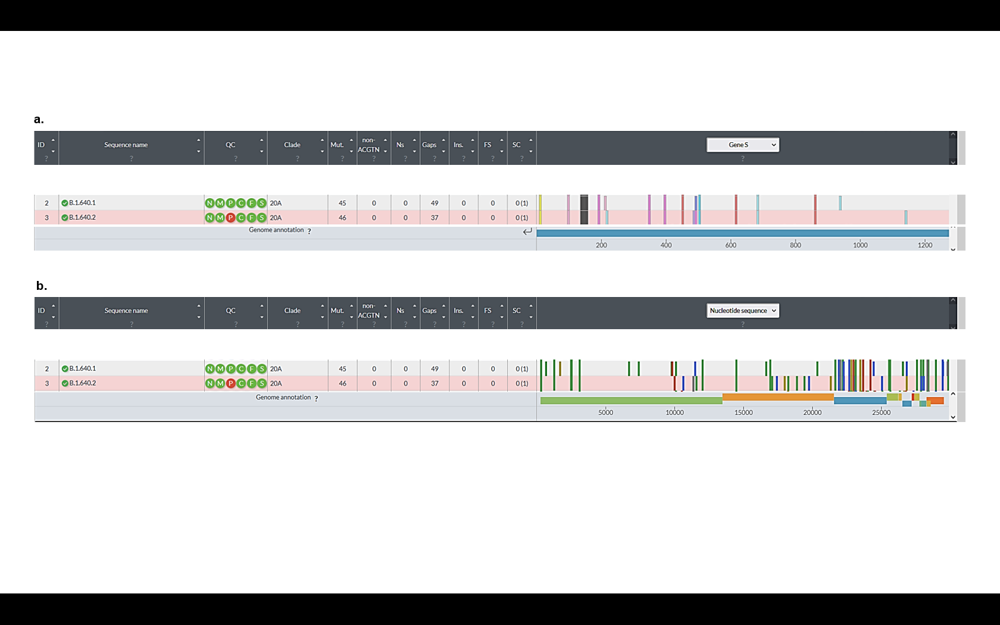 a.
ID Sequence name QC Clade Mut. non-ACGTN Ns Gaps Ins. FS SC Gene S
? ? ? ? ? ? ? ? ? ? ? ?
2 B.1.640.1 N M P C F S 20A 45 0 0 49 0 0 0 (1)
3 B.1.640.2 N M P C F S 20A 46 0 0 37 0 0 0 (1)
Genome annotation ?
200 400 600 800 1000 1200
b.
ID Sequence name QC Clade Mut. non-ACGTN Ns Gaps Ins. FS SC Nucleotide sequence
? ? ? ? ? ? ? ? ? ? ? ?
2 B.1.640.1 N M P C F S 20A 45 0 0 49 0 0 0 (1)
3 B.1.640.2 N M P C F S 20A 46 0 0 37 0 0 0 (1)
Genome annotation ?
5000 10000 15000 20000 25000